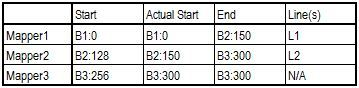 Start Actual Start End Line(s)
Mapper1 B1:0 B1:0 B2:150 L1
Mapper2 B2:128 B2:150 B3:300 L2
Mapper3 B3:256 B3:300 B3:300 N/A